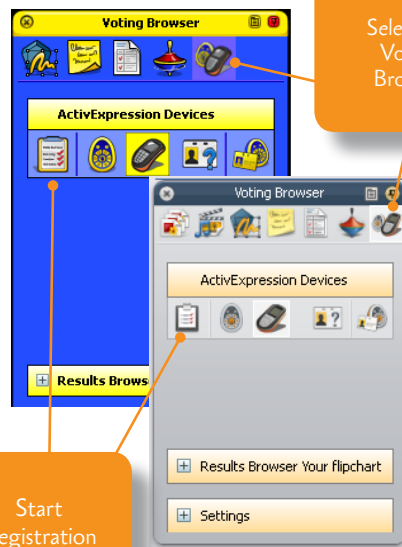 Voting Browser
Sele
Vo
Bro
ActivExpression Devices
Voting Browser
ActivExpression Devices
Results Brows
Results Browser Your flipchart
Settings
Start
egistration